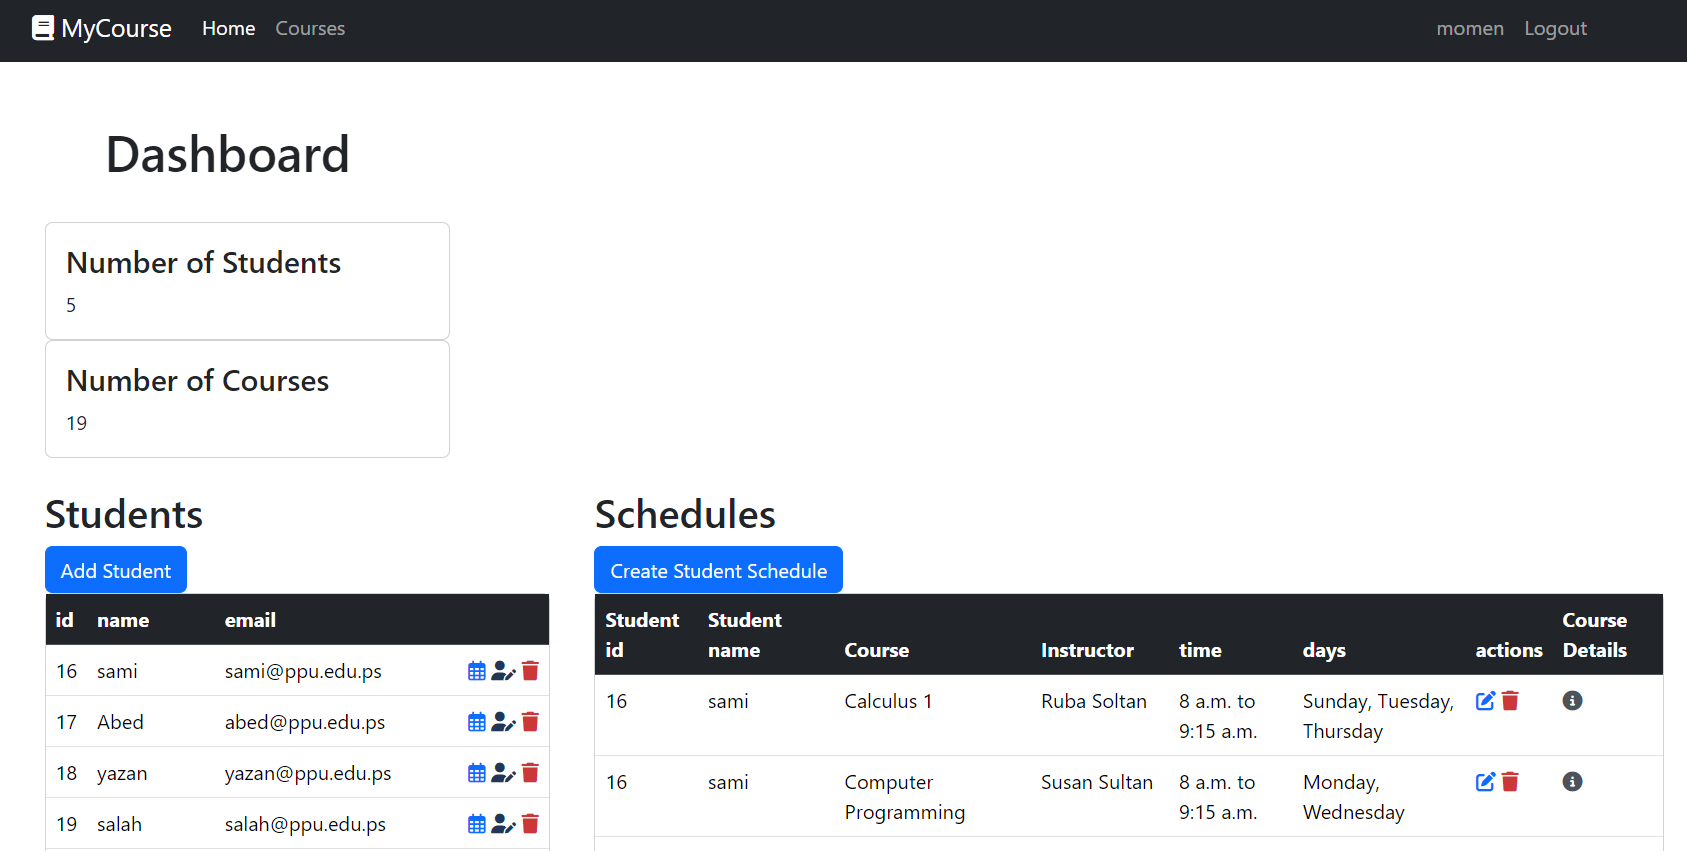 MyCourse Home Courses momen Logout
Dashboard
Number of Students
5
Number of Courses
19
Students
Add Student
id name email
16 sami sami@ppu.edu.ps
17 Abed abed@ppu.edu.ps
18 yazan yazan@ppu.edu.ps
19 salah salah@ppu.edu.ps
Schedules
Create Student Schedule
Student id Student name Course Instructor time days actions Course Details
16 sami Calculus 1 Ruba Soltan 8 a.m. to 9:15 a.m. Sunday, Tuesday, Thursday
16 sami Computer Programming Susan Sultan 8 a.m. to 9:15 a.m. Monday, Wednesday